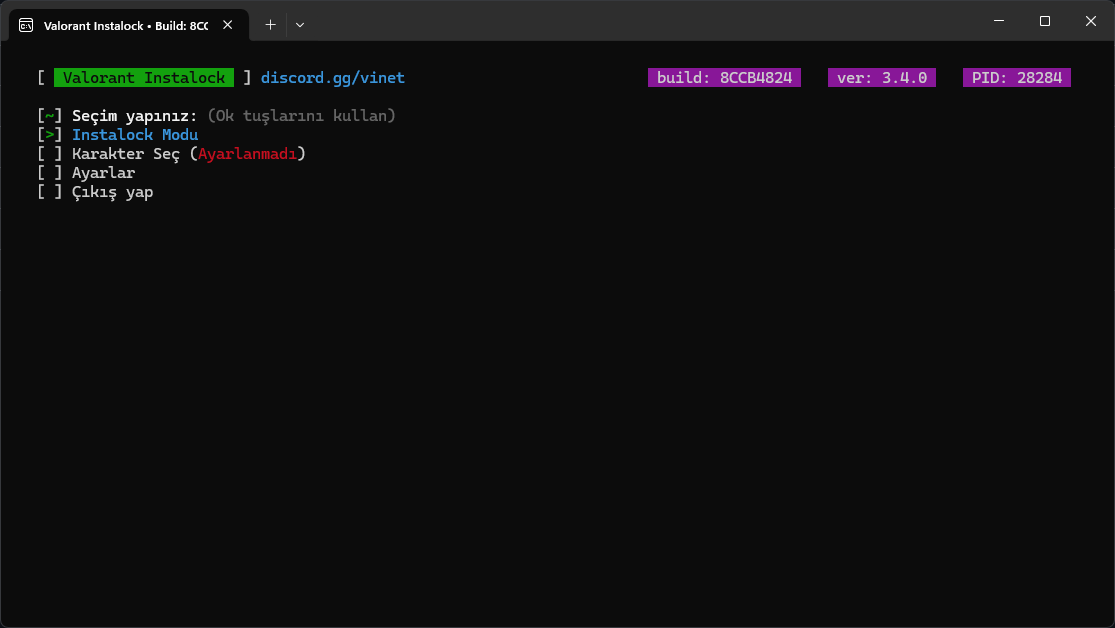 Valorant Instalock • Build: 8CC
[ Valorant Instalock ] discord.gg/vinet build: 8CCB4824 ver: 3.4.0 PID: 28284
[~] Seçim yapınız: (Ok tuşlarını kullan)
[>] Instalock Modu
[ ] Karakter Seç (Ayarlanmadı)
[ ] Ayarlar
[ ] Çıkış yap